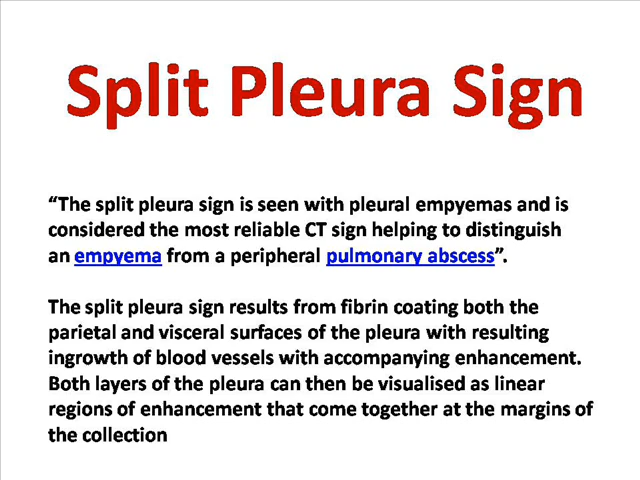 Split Pleura Sign
“The split pleura sign is seen with pleural empyemas and is
considered the most reliable CT sign helping to distinguish
an empyema from a peripheral pulmonary abscess”.
The split pleura sign results from fibrin coating both the
parietal and visceral surfaces of the pleura with resulting
ingrowth of blood vessels with accompanying enhancement.
Both layers of the pleura can then be visualised as linear
regions of enhancement that come together at the margins of
the collection